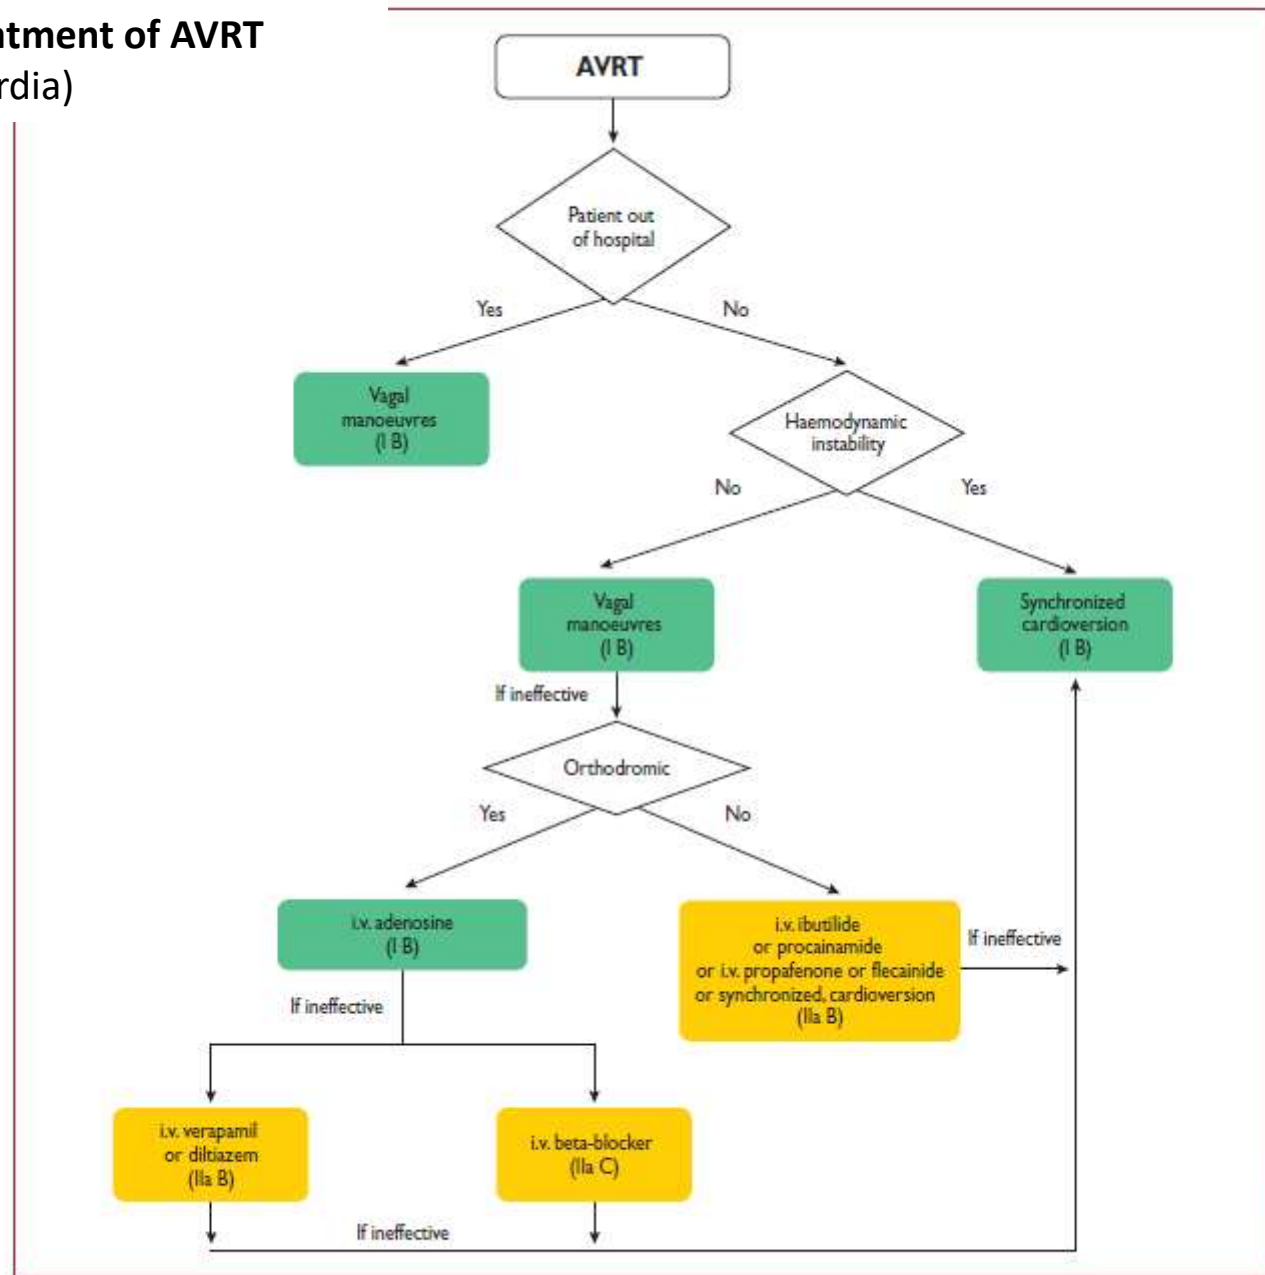 of AVRT
AVRT
Patient out
of hospital
Yes
No
Vagal
manoeuvres
(I B)
Haemodynamic
instability
No
Yes
Vagal
manoeuvres
(I B)
Synchronized
cardioversion
(I B)
If ineffective
Orthodromic
Yes
No
i.v. adenosine
(I B)
i.v. ibutilide
or procainamide
or i.v. propafenone or flecainide
or synchronized, cardioversion
(IIa B)
If ineffective
If ineffective
i.v. verapamil
or diltiazem
(IIa B)
i.v. beta-blocker
(IIa C)
If ineffective